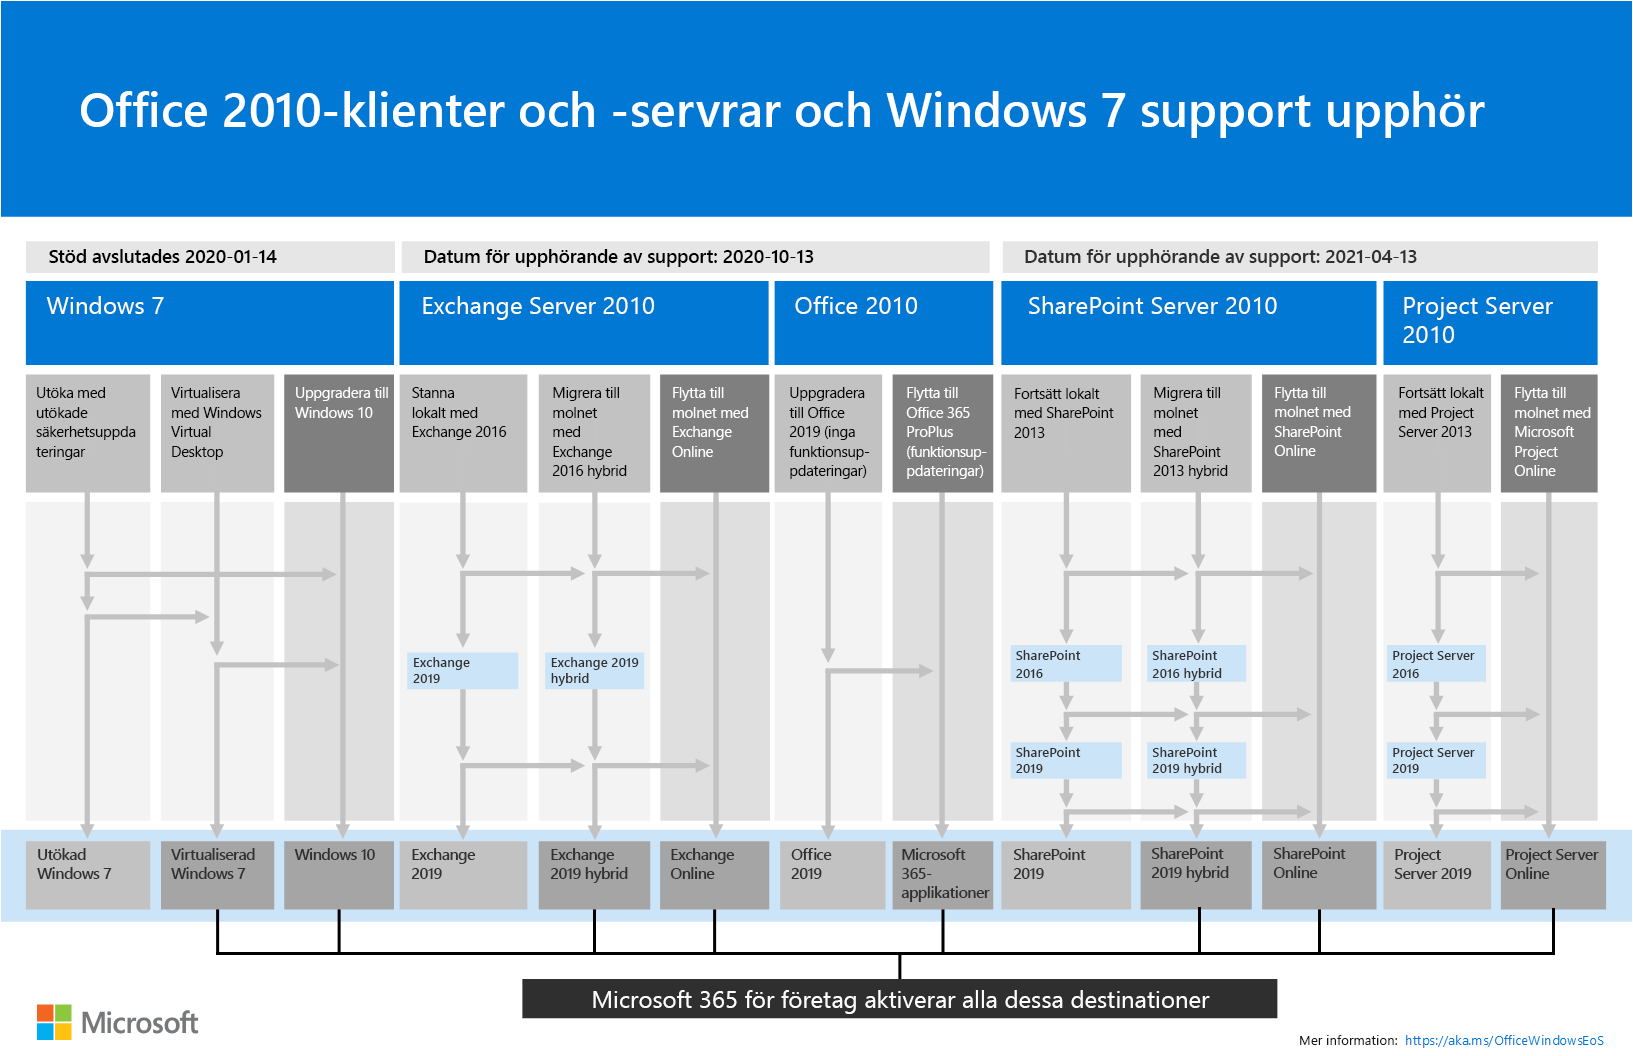 Office 2010-klienter och -servrar och Windows 7 support upphör
Stöd avslutades 2020-01-14
Datum för upphörande av support: 2020-10-13
Datum för upphörande av support: 2021-04-13
Windows 7
Exchange Server 2010
Office 2010
SharePoint Server 2010
Project Server
2010
Utöka med
utökade
säkerhetsuppda
teringar
Virtualisera
med Windows
Virtual
Desktop
Uppgradera till
Windows 10
Stanna
lokalt med
Exchange 2016
Migrera till
molnet
med
Exchange
2016 hybrid
Flytta till
molnet med
Exchange
Online
Uppgradera
till Office
2019 (inga
funktionsup-
pdateringar)
Flytta till
Office 365
ProPlus
(funktionsup-
pdateringar)
Fortsätt lokalt
med SharePoint
2013
Migrera till
molnet
med
SharePoint
2013 hybrid
Flytta till
molnet med
SharePoint
Online
Fortsätt lokalt
med Project
Server 2013
Flytta till
molnet med
Microsoft
Project
Online
Exchange
2019
Exchange 2019
hybrid
SharePoint
2016
SharePoint
2016 hybrid
Project Server
2016
SharePoint
2019
SharePoint
2019 hybrid
Project Server
2019
Utökad
Windows 7
Virtualiserad
Windows 7
Windows 10
Exchange
2019
Exchange
2019 hybrid
Exchange
Online
Office
2019
Microsoft
365-
applikationer
SharePoint
2019
SharePoint
2019 hybrid
SharePoint
Online
Project
Server 2019
Project Server
Online
Microsoft 365 för företag aktiverar alla dessa destinationer
Microsoft
Mer information: https://aka.ms/OfficeWindowsEoS